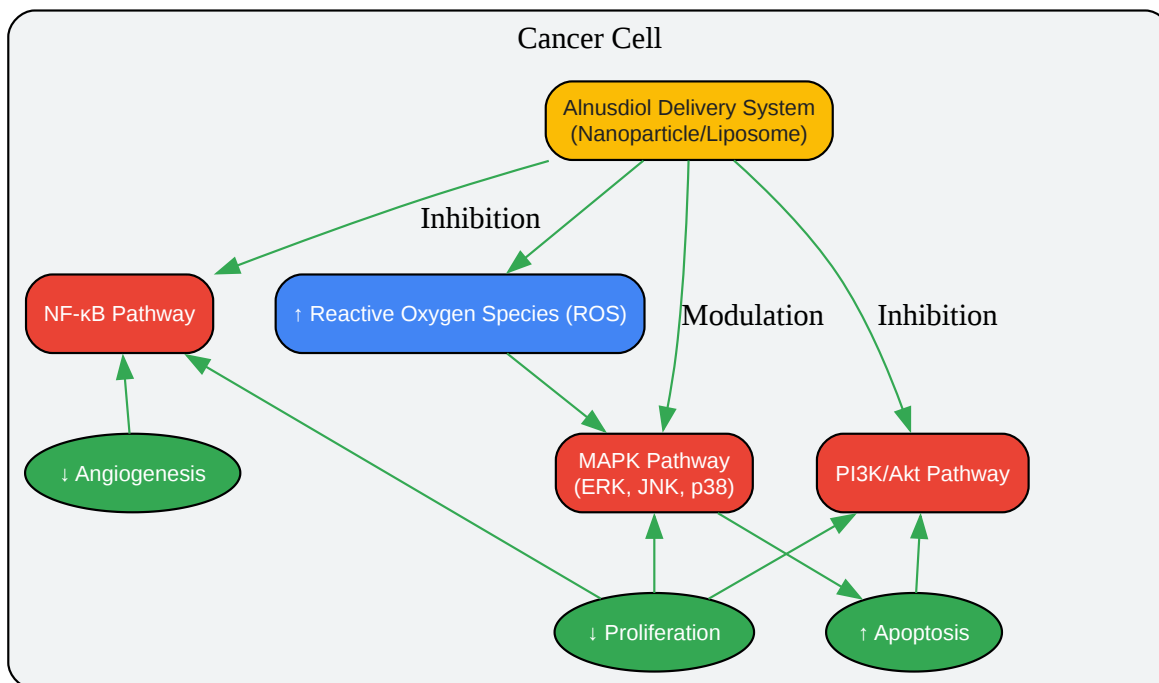 Cancer Cell
Alnusdiol Delivery System
(Nanoparticle/Liposome)
Inhibition
NF-κB Pathway
↑ Reactive Oxygen Species (ROS)
Modulation
Inhibition
MAPK Pathway
(ERK, JNK, p38)
PI3K/Akt Pathway
↓ Angiogenesis
↓ Proliferation
↑ Apoptosis